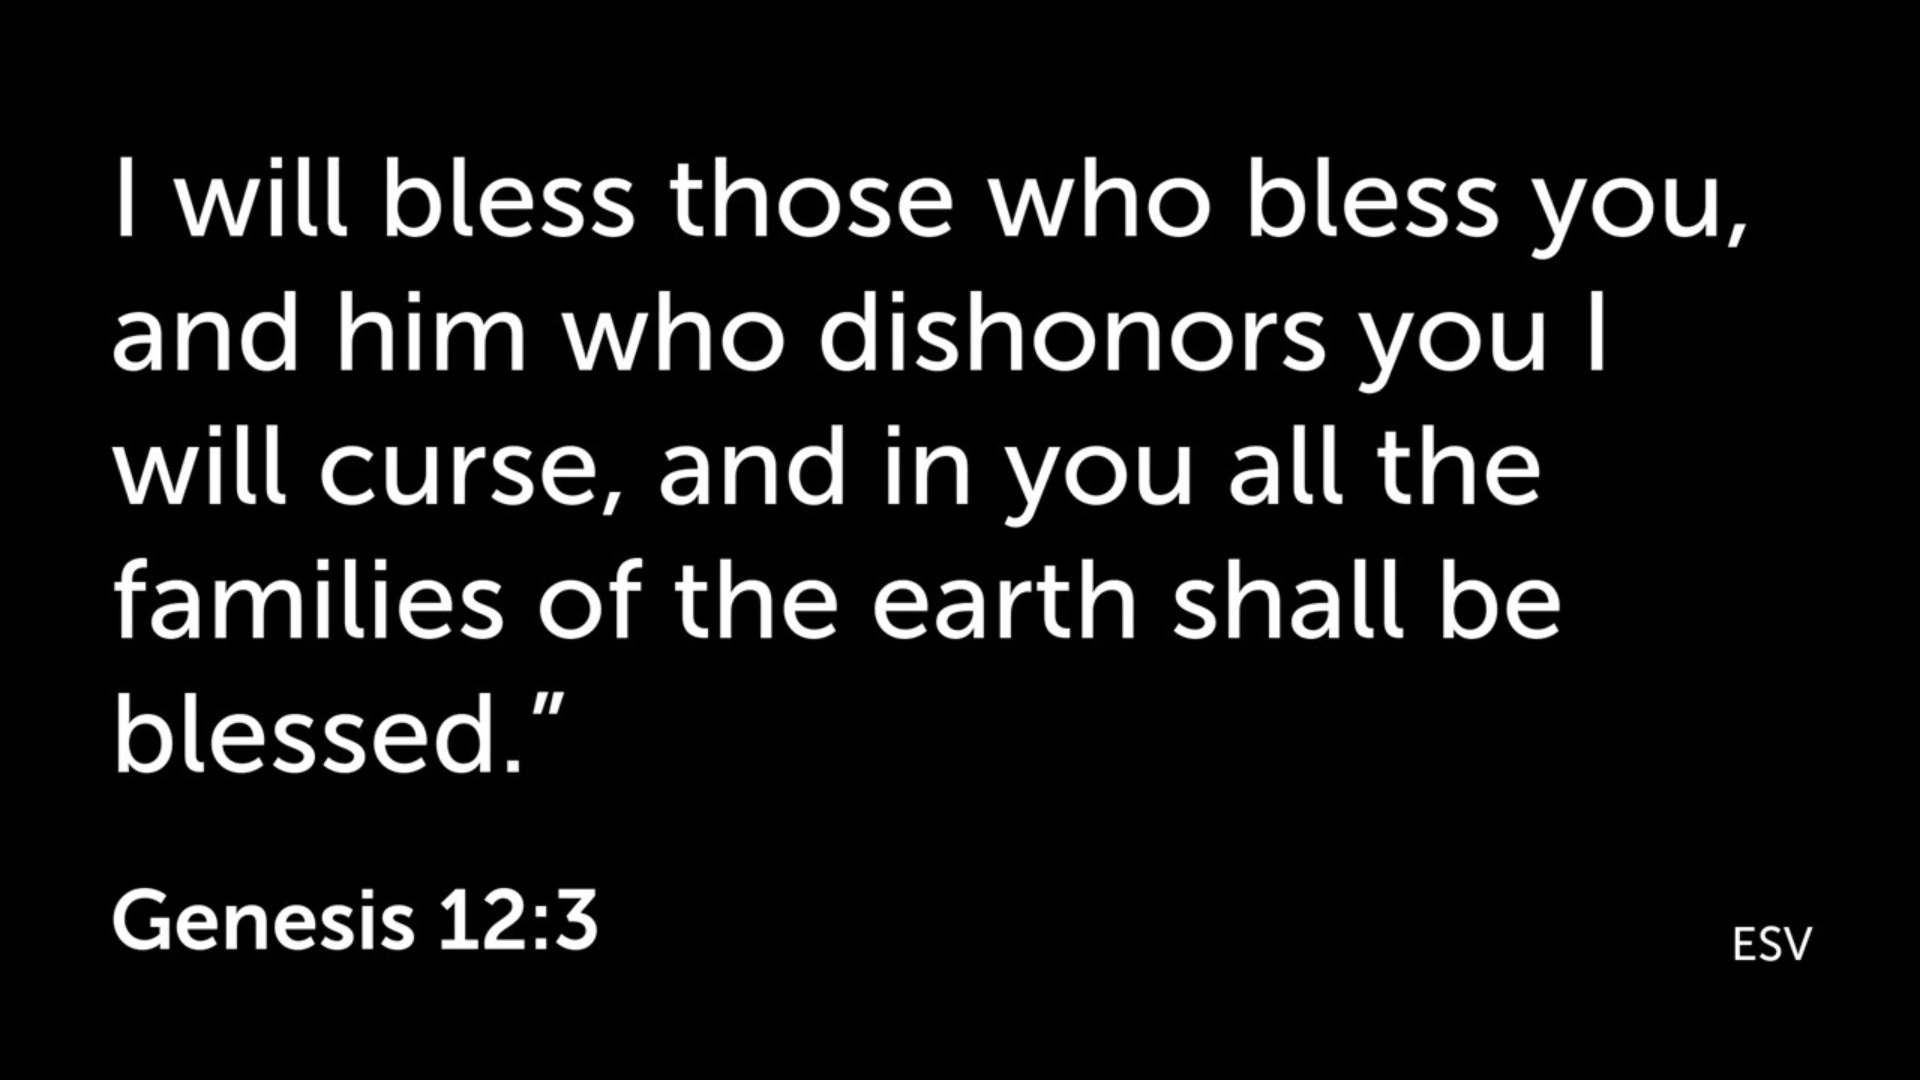 I will bless those who bless you,
and him who dishonors you I
will curse, and in you all the
families of the earth shall be
blessed.”
Genesis 12:3
ESV